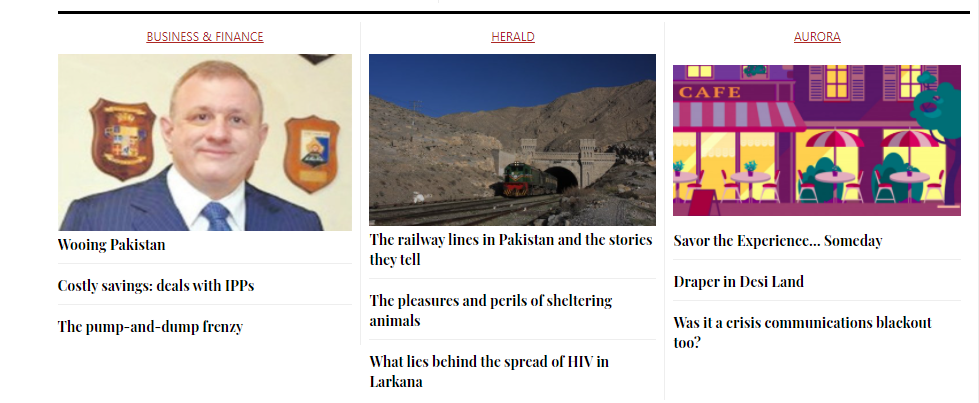 BUSINESS & FINANCE
Wooing Pakistan
Costly savings: deals with IPPs
The pump-and-dump frenzy
HERALD
The railway lines in Pakistan and the stories
they tell
The pleasures and perils of sheltering
animals
What lies behind the spread of HIV in
Larkana
AURORA
CAFE
Savor the Experience... Someday
Draper in Desi Land
Was it a crisis communications blackout
too?